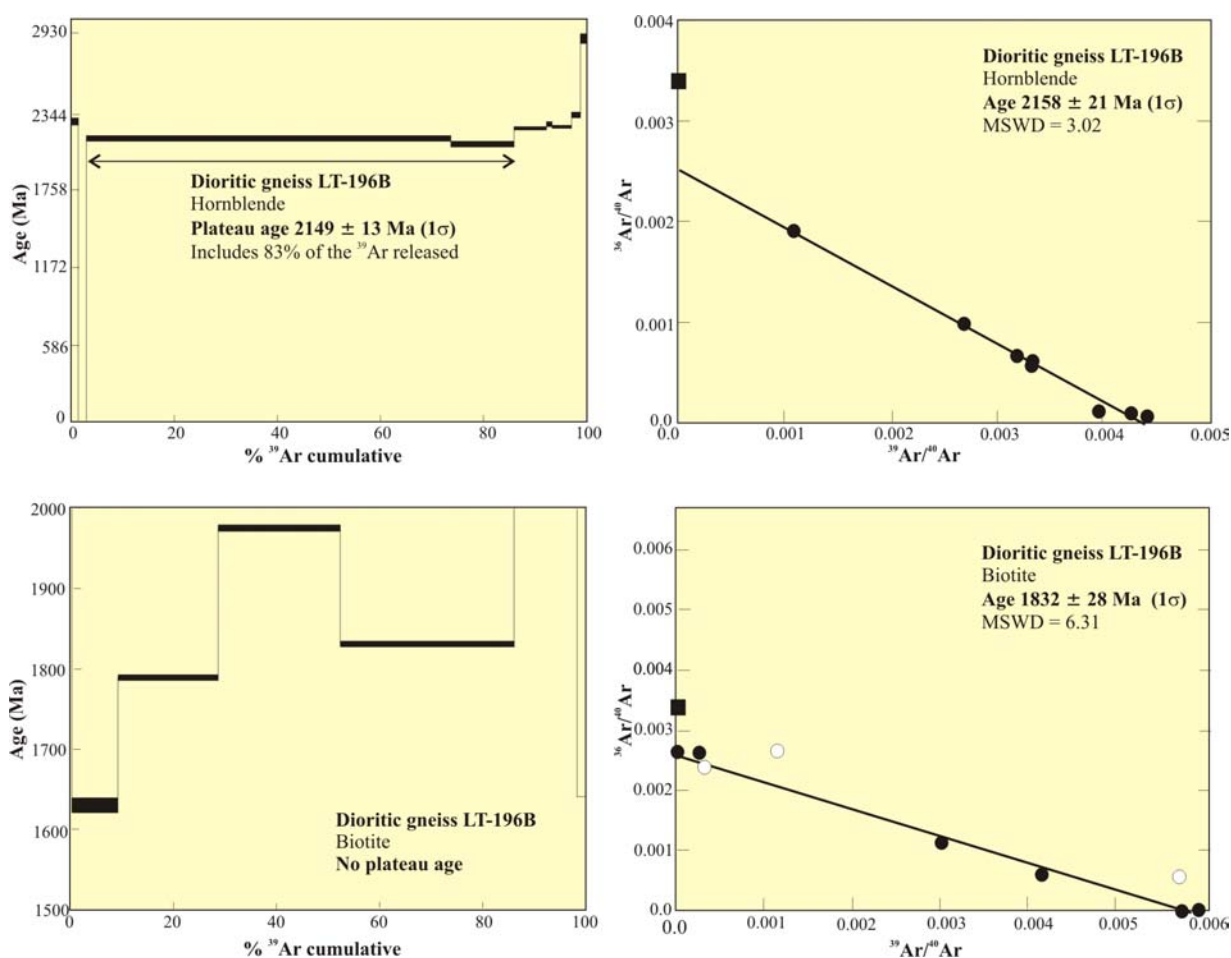 2930
2344
1758
1172
586
0
Age (Ma)
Dioritic gneiss LT-196B
Hornblende
Plateau age 2149 ± 13 Ma (1σ)
Includes 83% of the ³⁹Ar released
0 20 40 60 80 100
% ³⁹Ar cumulative
0.004
0.003
0.002
0.001
0.0
³⁶Ar/⁴⁰Ar
Dioritic gneiss LT-196B
Hornblende
Age 2158 ± 21 Ma (1σ)
MSWD = 3.02
0.0 0.001 0.002 0.003 0.004 0.005
³⁹Ar/⁴⁰Ar
2000
1900
1800
1700
1600
1500
Age (Ma)
Dioritic gneiss LT-196B
Biotite
No plateau age
0 20 40 60 80 100
% ³⁹Ar cumulative
0.006
0.005
0.004
0.003
0.002
0.001
0.0
³⁶Ar/⁴⁰Ar
Dioritic gneiss LT-196B
Biotite
Age 1832 ± 28 Ma (1σ)
MSWD = 6.31
0.0 0.001 0.002 0.003 0.004 0.005 0.006
³⁹Ar/⁴⁰Ar